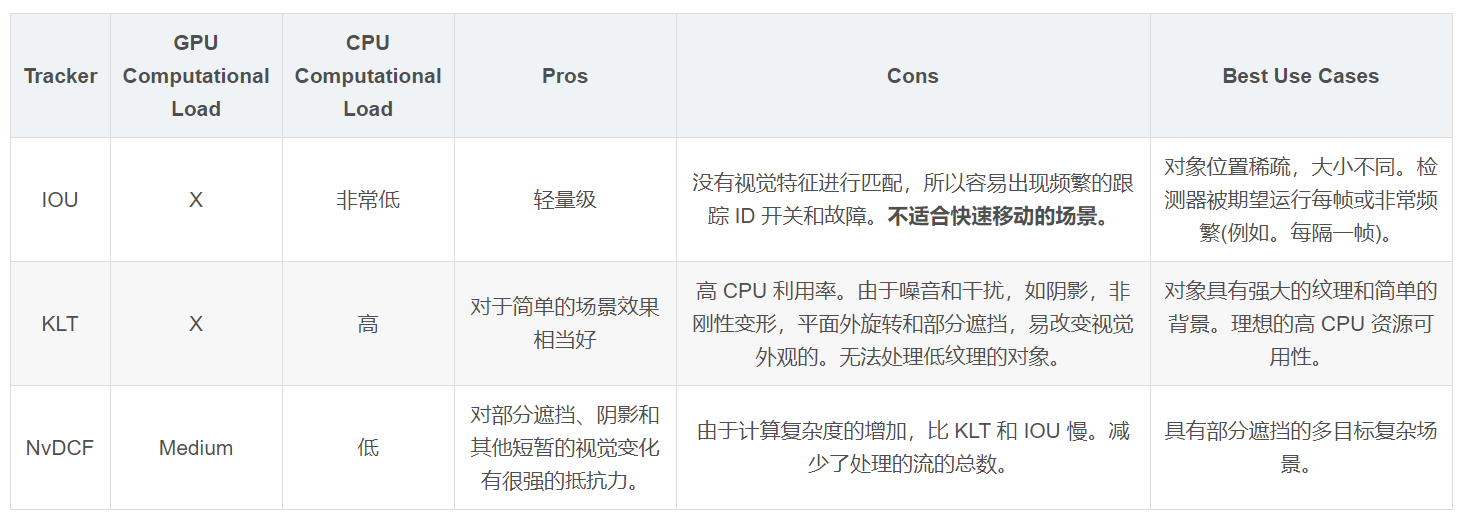 Tracker
GPU
Computational
Load
CPU
Computational
Load
Pros
Cons
Best Use Cases
IOU
X
非常低
轻量级
没有视觉特征进行匹配，所以容易出现频繁的跟
踪 ID 开关和故障。不适合快速移动的场景。
对象位置稀疏，大小不同。检
测器被期望运行每帧或非常频
繁(例如。每隔一帧)。
KLT
X
高
对于简单的场景效果
相当好
高 CPU 利用率。由于噪音和干扰，如阴影，非
刚性变形，平面外旋转和部分遮挡，易改变视觉
外观的。无法处理低纹理的对象。
对象具有强大的纹理和简单的
背景。理想的高 CPU 资源可
用性。
NvDCF
Medium
低
对部分遮挡、阴影和
其他短暂的视觉变化
有很强的抵抗力。
由于计算复杂度的增加，比 KLT 和 IOU 慢。减
少了处理的流的总数。
具有部分遮挡的多目标复杂场
景。